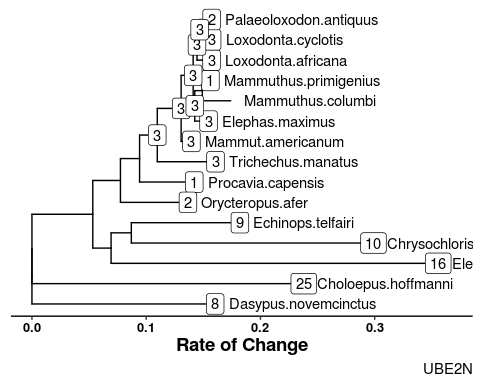 2 Palaeoloxodon.antiquus
3
3 3 Loxodonta.cyclotis
3 Loxodonta.africana
3 1 Mammuthus.primigenius
3 3 Mammuthus.columbi
3 Elephas.maximus
3 3 Mammut.americanum
3 Trichechus.manatus
1 Procavia.capensis
2 Orycteropus.afer
9 Echinops.telfairi
10 Chrysochloris
16 Ele
25 Choloepus.hoffmanni
8 Dasypus.novemcinctus
0.0 0.1 0.2 0.3
Rate of Change
UBE2N